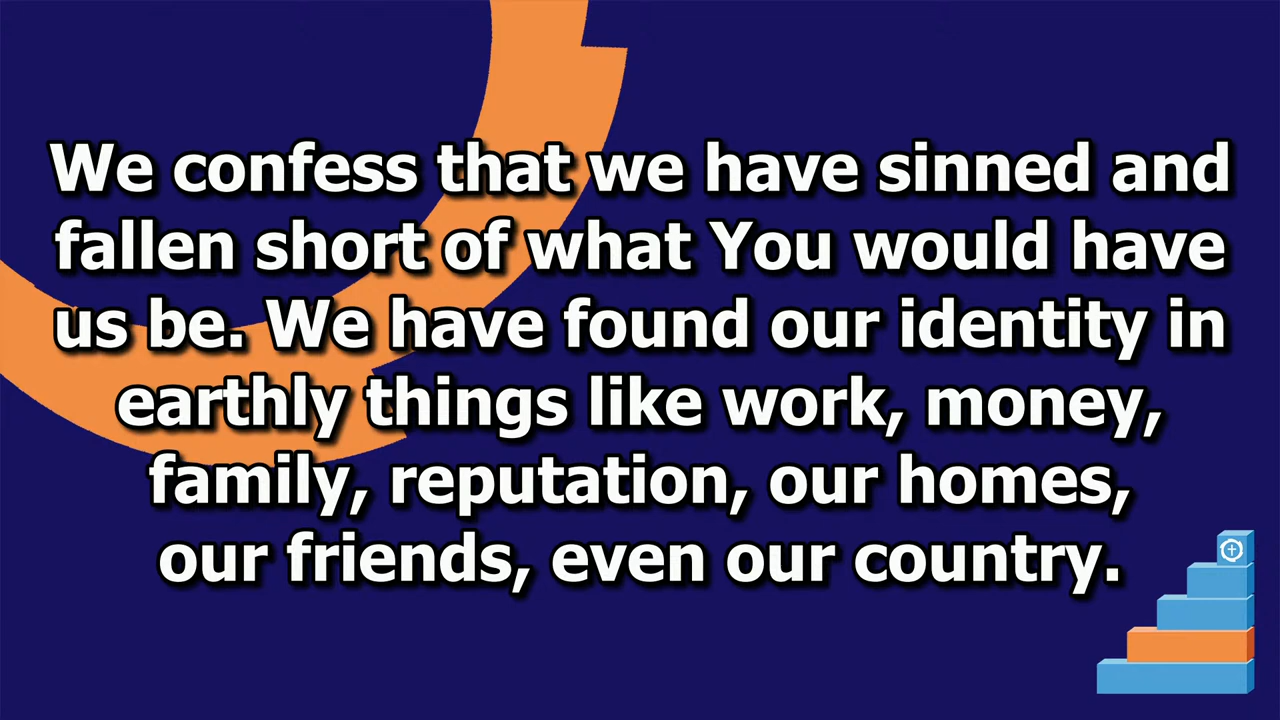 We confess that we have sinned and
fallen short of what You would have
us be. We have found our identity in
earthly things like work, money,
family, reputation, our homes,
our friends, even our country.